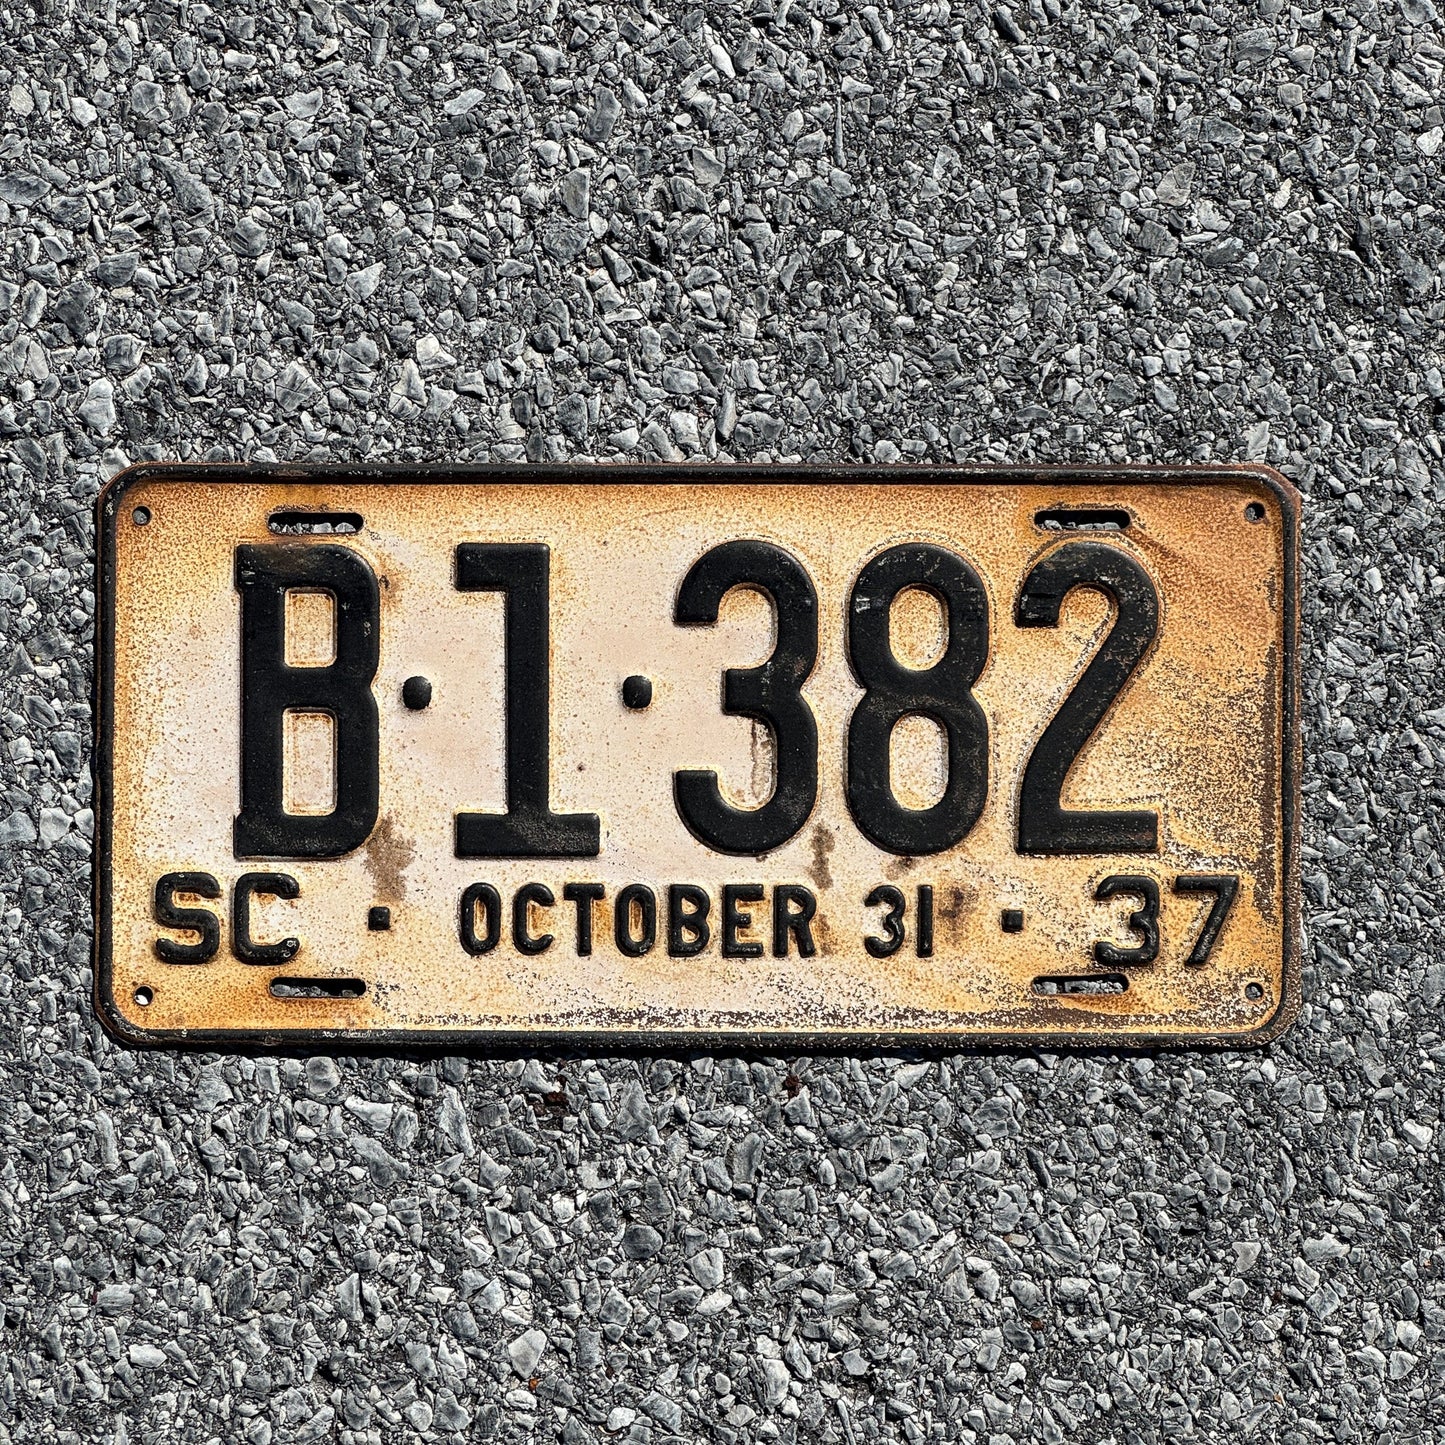 B·1·382
SC · OCTOBER 31 · 37